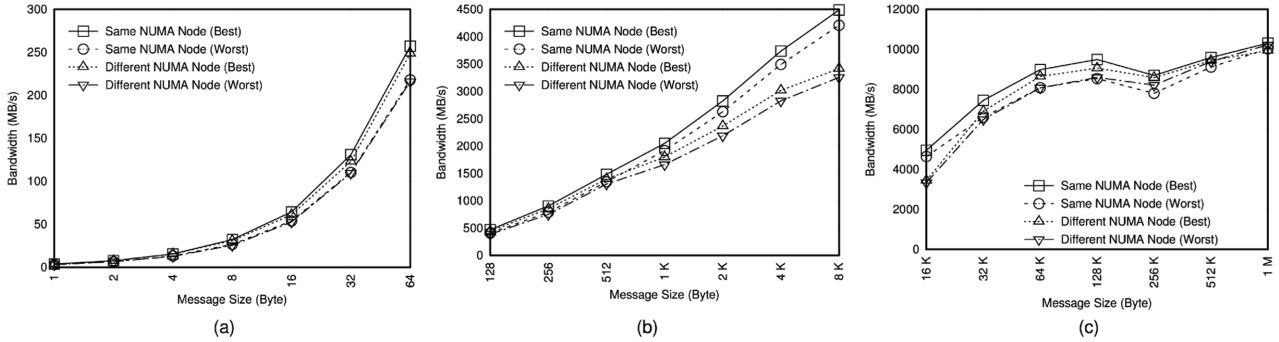 300
250
200
150
100
50
0
Bandwidth (MB/s)
Same NUMA Node (Best)
Same NUMA Node (Worst)
Different NUMA Node (Best)
Different NUMA Node (Worst)
1
2
4
8
16
32
64
Message Size (Byte)
(a)
4500
4000
3500
3000
2500
2000
1500
1000
500
0
Bandwidth (MB/s)
Same NUMA Node (Best)
Same NUMA Node (Worst)
Different NUMA Node (Best)
Different NUMA Node (Worst)
128
256
512
1 K
2 K
4 K
8 K
Message Size (Byte)
(b)
12000
10000
8000
6000
4000
2000
0
Bandwidth (MB/s)
Same NUMA Node (Best)
Same NUMA Node (Worst)
Different NUMA Node (Best)
Different NUMA Node (Worst)
16 K
32 K
64 K
128 K
256 K
512 K
1 M
Message Size (Byte)
(c)